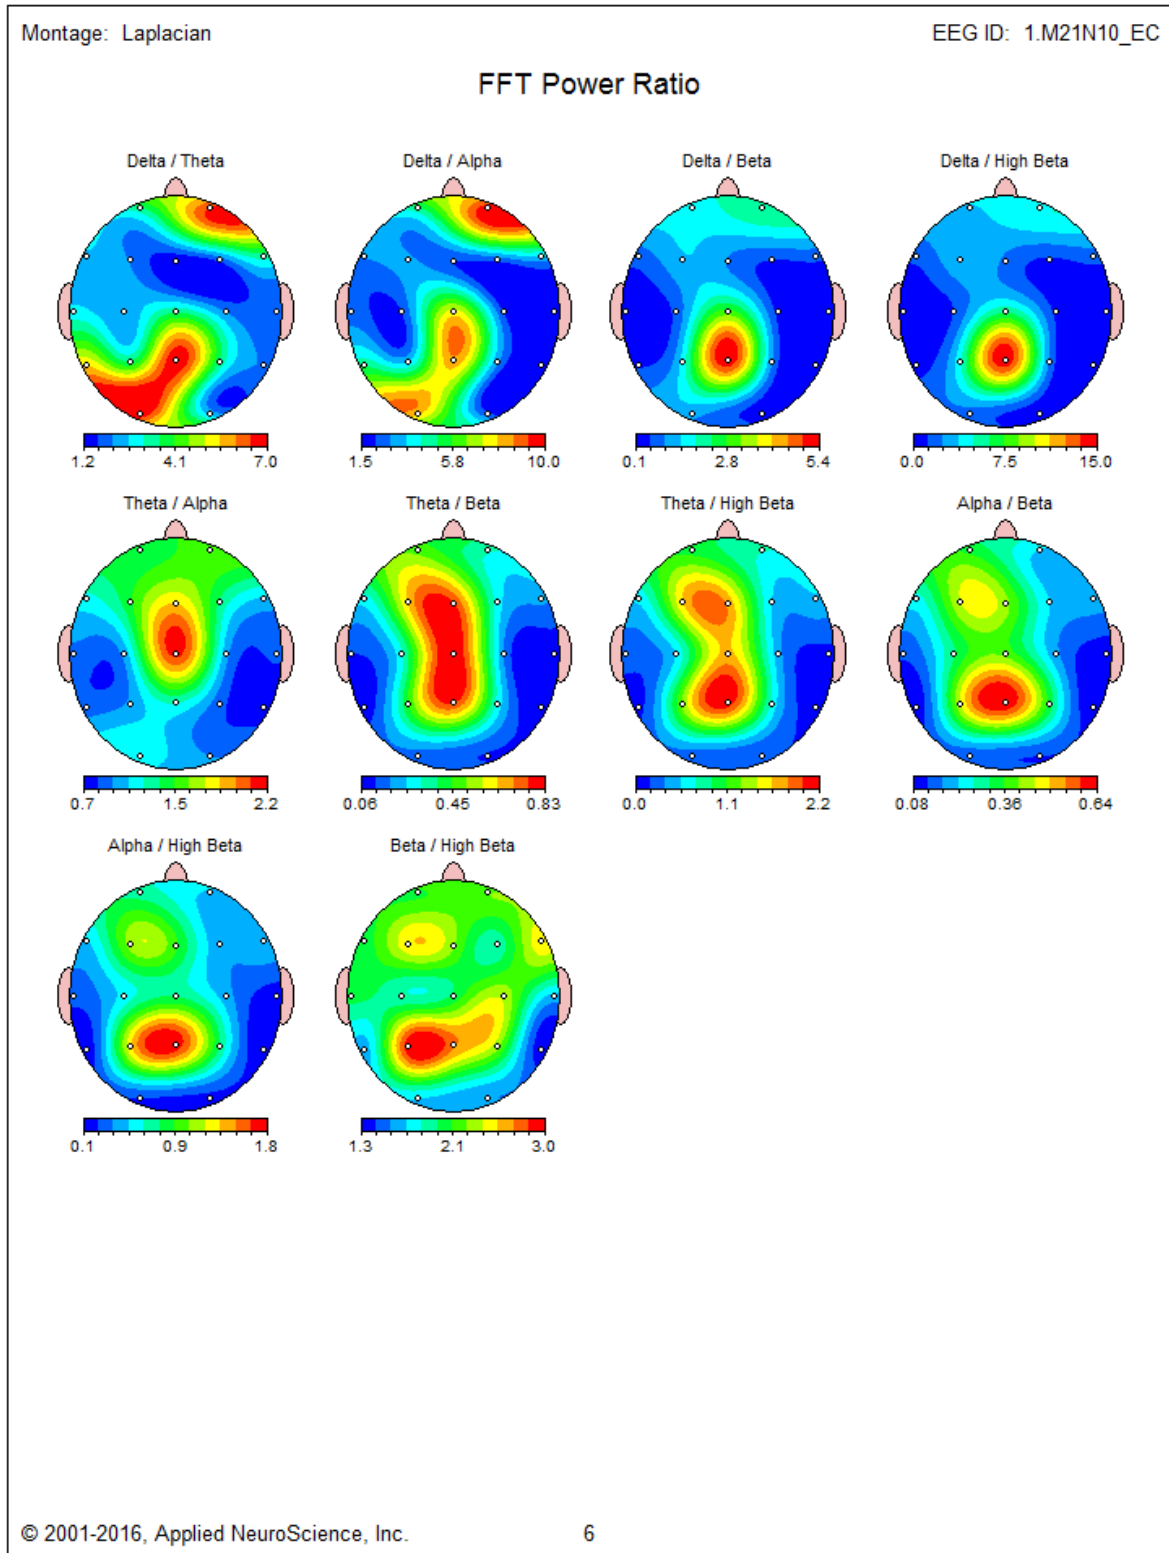 Montage: Laplacian EEG ID: 1.M21N10_EC
FFT Power Ratio
Delta / Theta Delta / Alpha Delta / Beta Delta / High Beta
1.2 4.1 7.0 1.5 5.8 10.0 0.1 2.8 5.4 0.0 7.5 15.0
Theta / Alpha Theta / Beta Theta / High Beta Alpha / Beta
0.7 1.5 2.2 0.06 0.45 0.83 0.0 1.1 2.2 0.08 0.36 0.64
Alpha / High Beta Beta / High Beta
0.1 0.9 1.8 1.3 2.1 3.0
© 2001-2016, Applied NeuroScience, Inc. 6